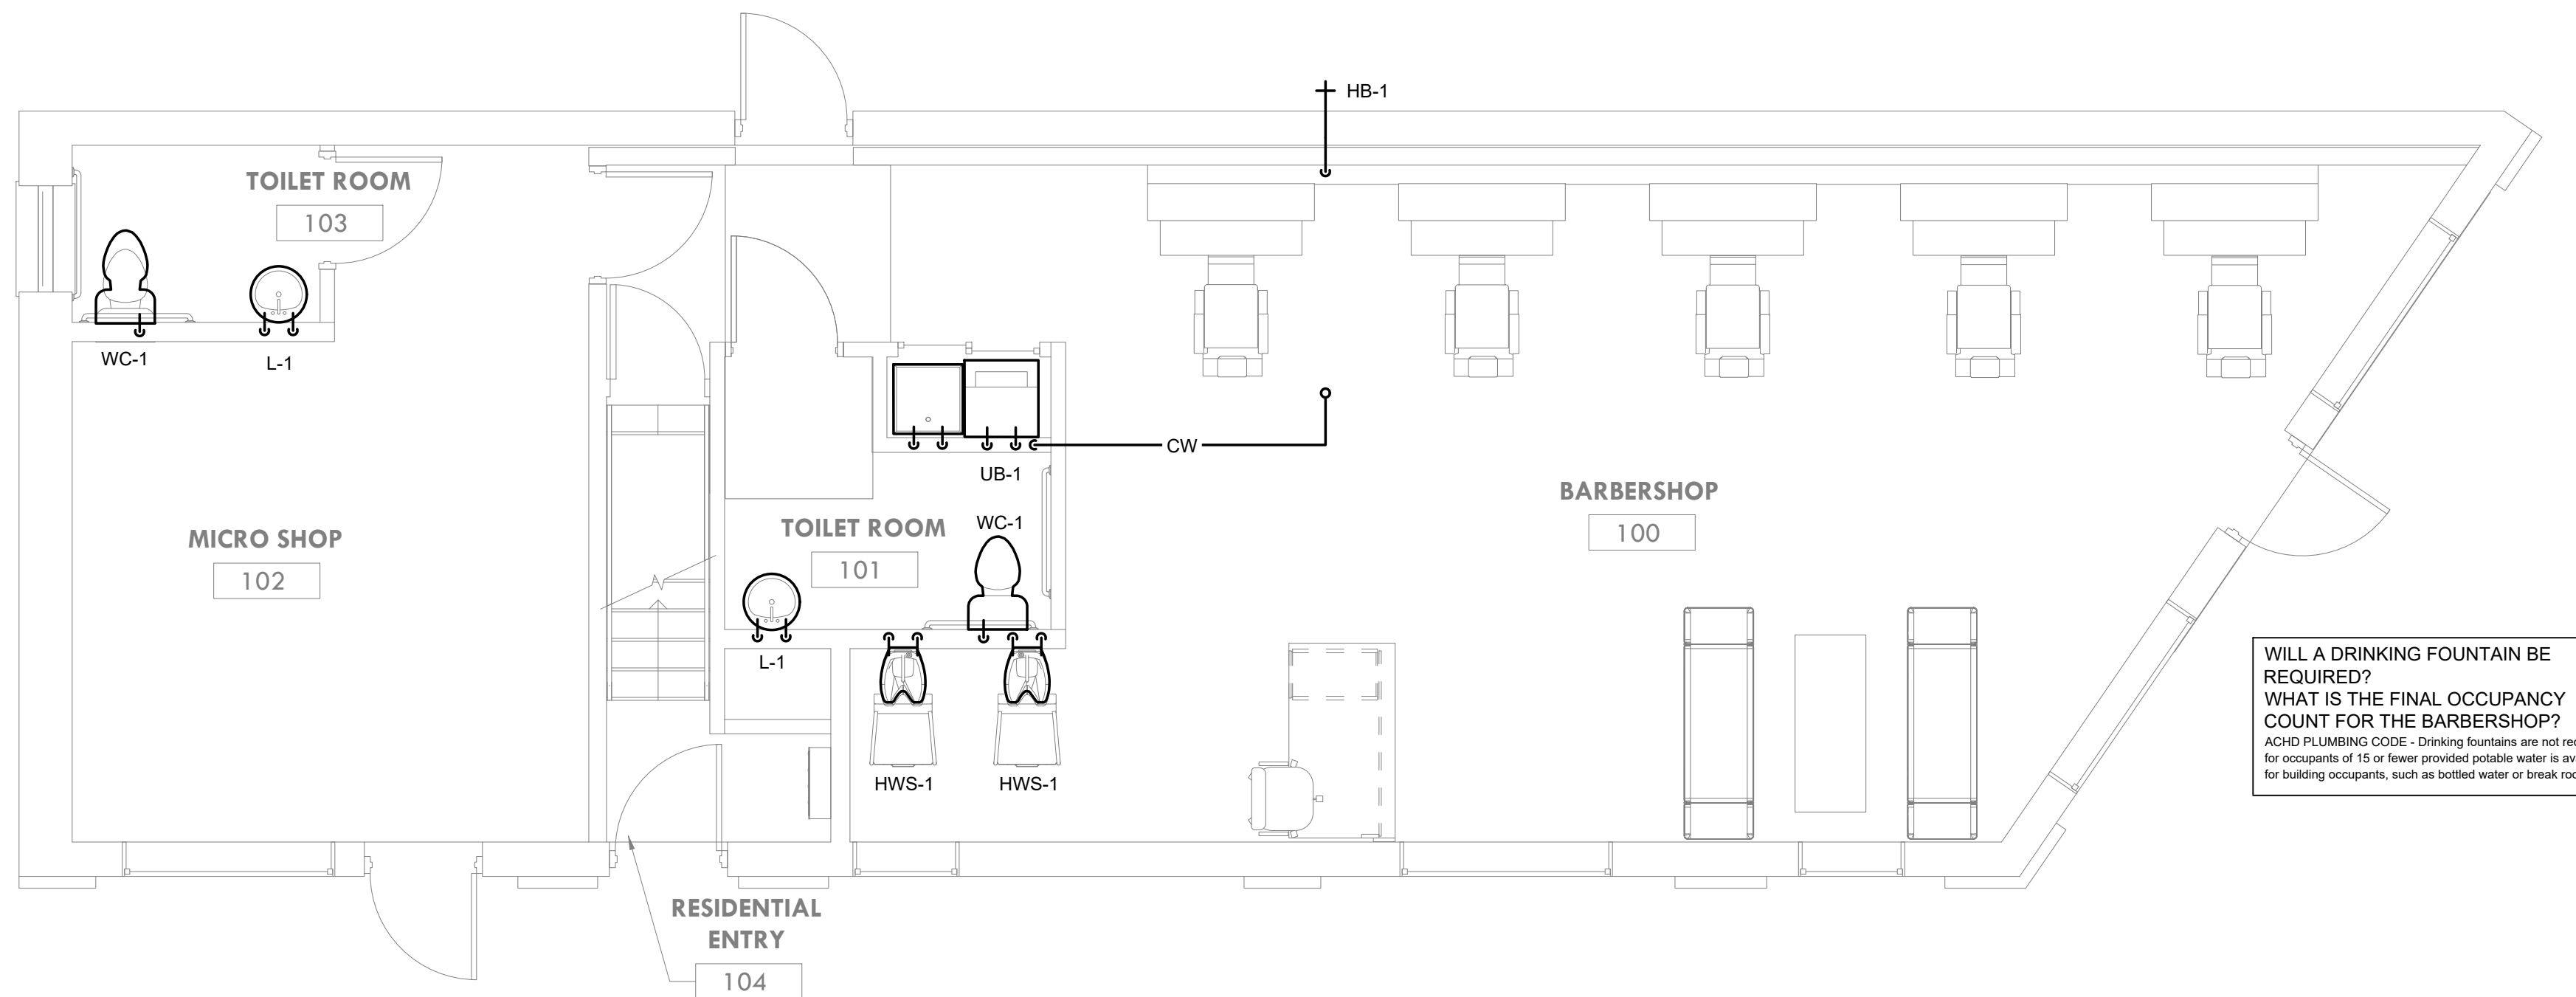 HB-1
TOILET ROOM
103
WC-1
L-1
CW
UB-1
BARBERSHOP
100
MICRO SHOP
102
TOILET ROOM
101
WC-1
L-1
HWS-1
HWS-1
WILL A DRINKING FOUNTAIN BE
REQUIRED?
WHAT IS THE FINAL OCCUPANCY
COUNT FOR THE BARBERSHOP?
ACHD PLUMBING CODE - Drinking fountains are not
for occupants of 15 or fewer provided potable water is
for building occupants, such as bottled water or break
RESIDENTIAL
ENTRY
104